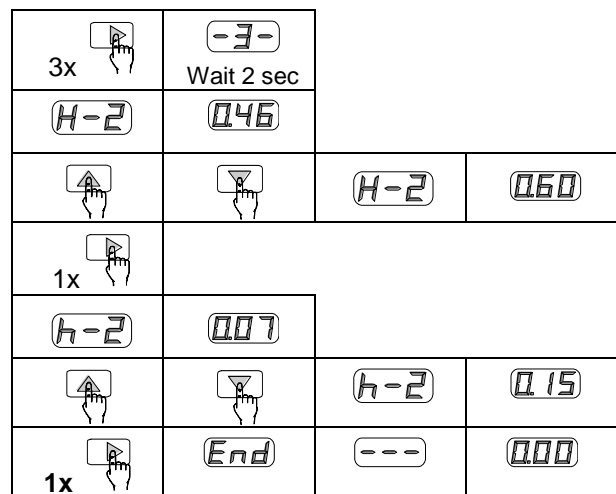 3x
-3-
Wait 2 sec
H-2
0.46
H-2
0.60
1x
h-2
0.07
h-2
0.15
1x
End
---
0.00